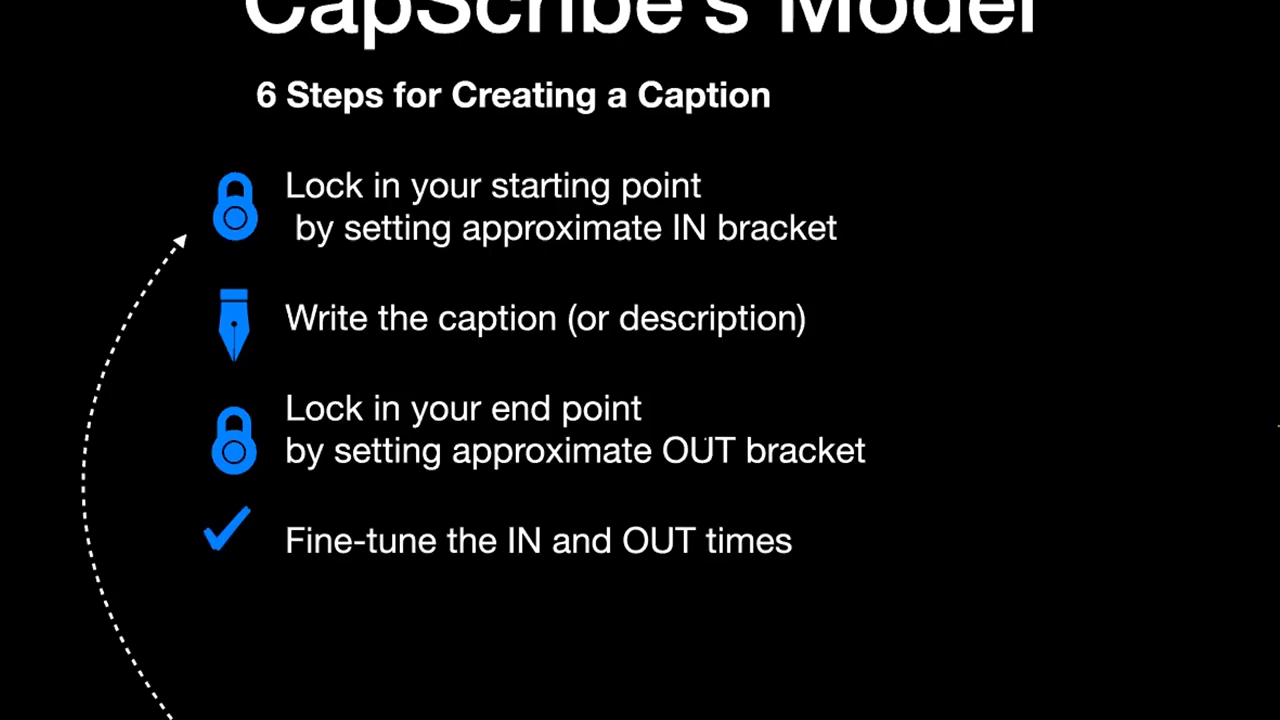 CapScribe's Model
6 Steps for Creating a Caption
Lock in your starting point
by setting approximate IN bracket
Write the caption (or description)
Lock in your end point
by setting approximate OUT bracket
Fine-tune the IN and OUT times